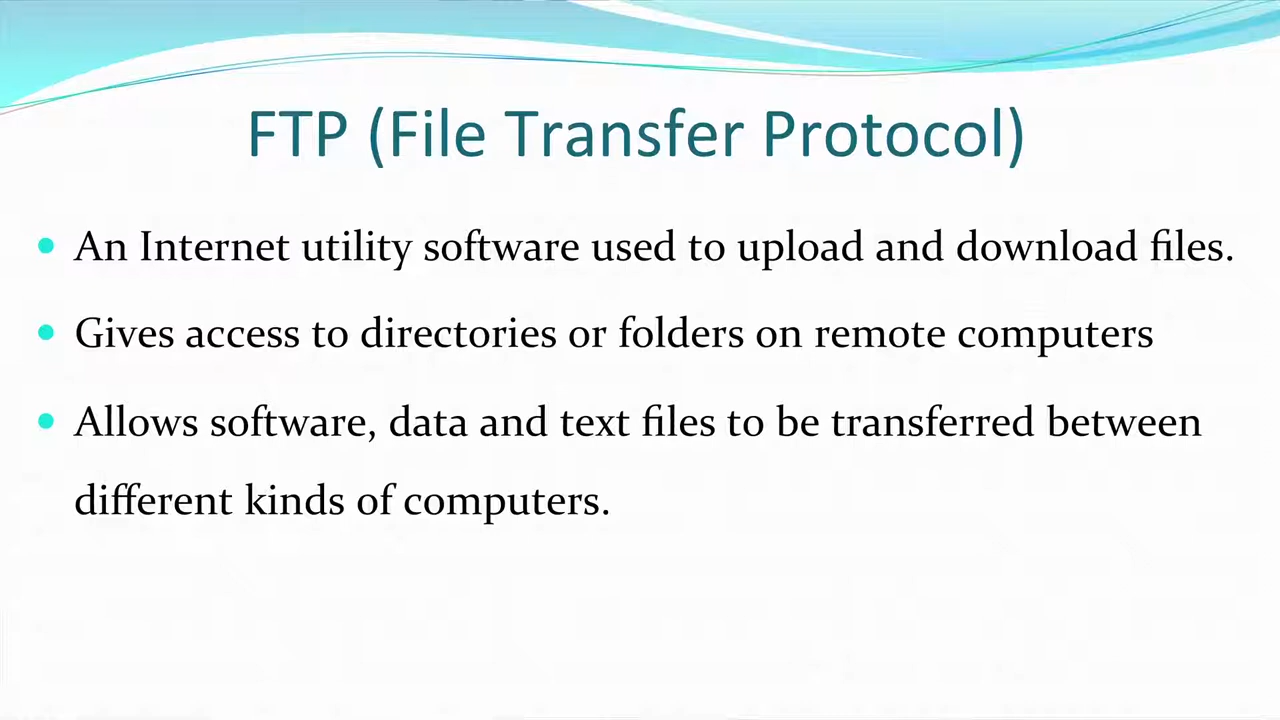 FTP (File Transfer Protocol)
An Internet utility software used to upload and download files.
Gives access to directories or folders on remote computers
Allows software, data and text files to be transferred between
different kinds of computers.